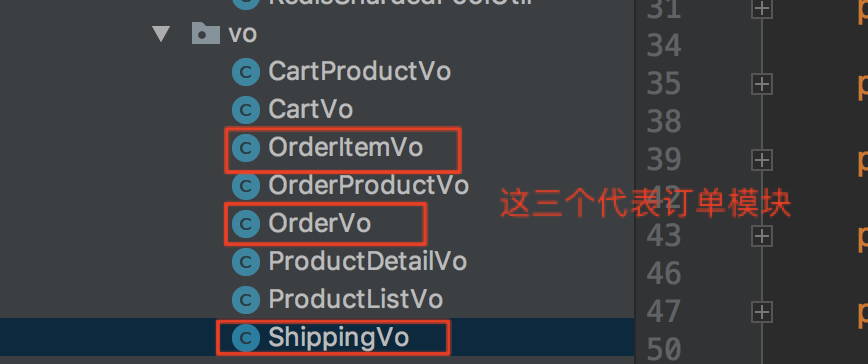 RedisShardedPoolUtil
vo
CartProductVo
CartVo
OrderItemVo
OrderProductVo
OrderVo
ProductDetailVo
ProductListVo
ShippingVo
这三个代表订单模块
31
34
35
38
39
42
43
46
47
50